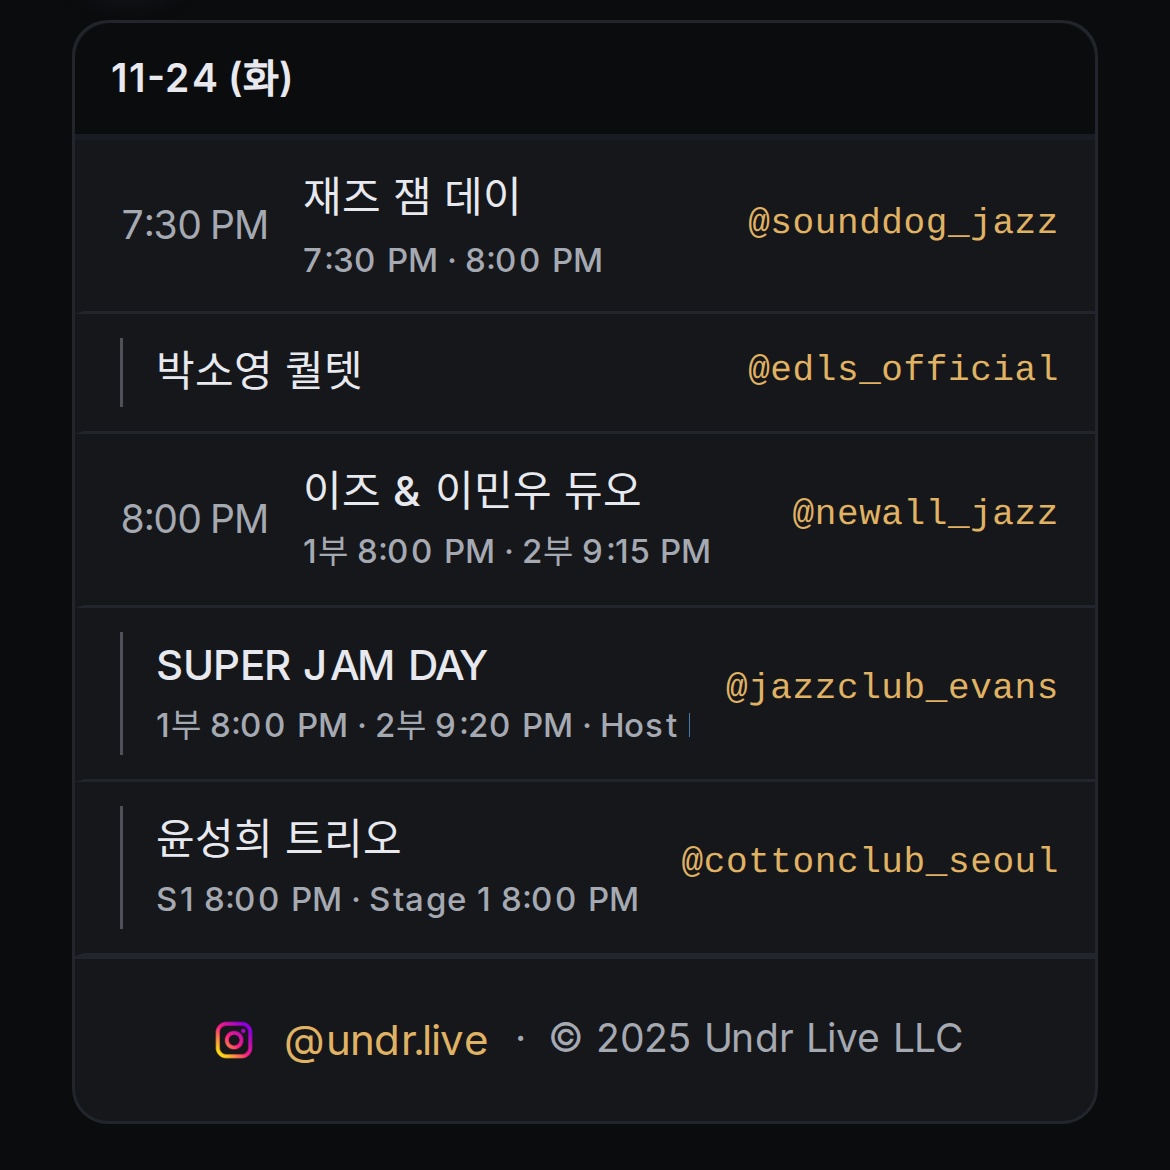 11-24 (화)
7:30 PM
재즈 잼 데이
7:30 PM · 8:00 PM
@sounddog_jazz
박소영 퀄텟
@edls_official
8:00 PM
이즈 & 이민우 듀오
1부 8:00 PM · 2부 9:15 PM
@newall_jazz
SUPER JAM DAY
1부 8:00 PM · 2부 9:20 PM · Host
@jazzclub_evans
윤성희 트리오
S1 8:00 PM · Stage 1 8:00 PM
@cottonclub_seoul
@undr.live · © 2025 Undr Live LLC